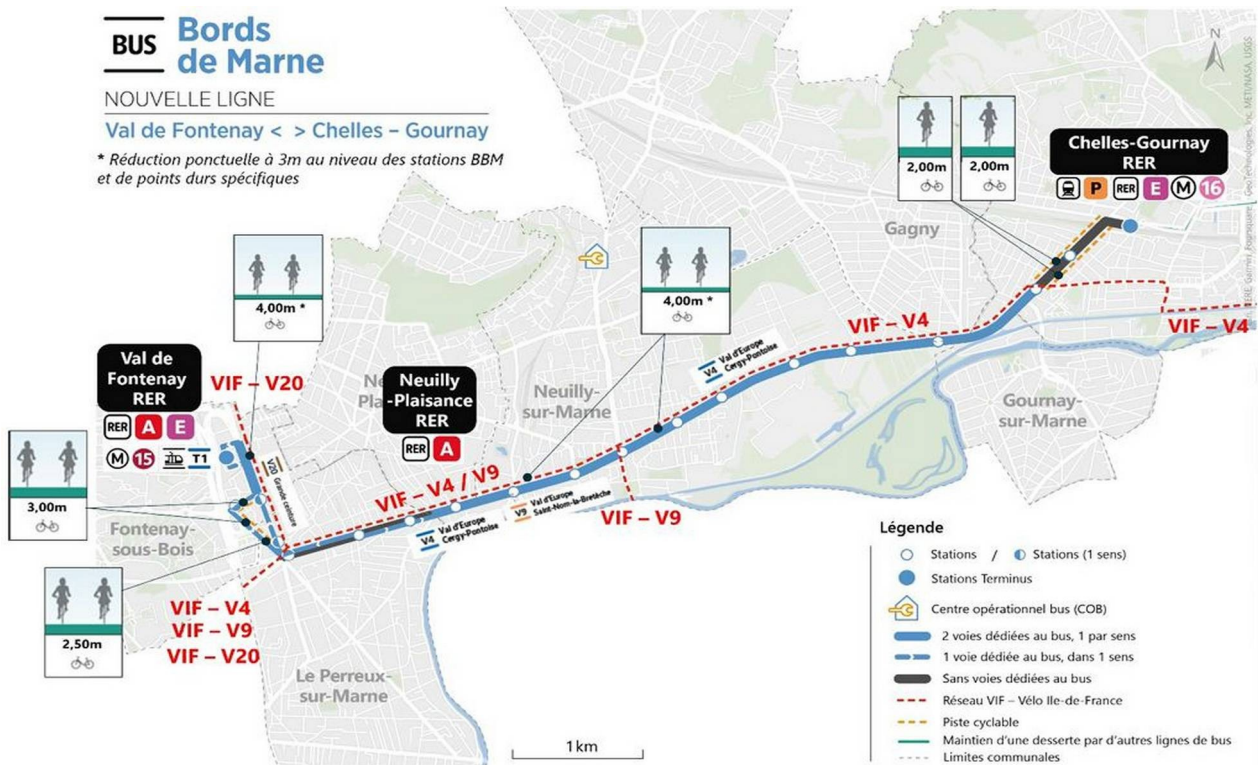 BUS
Bords
de Marne
NOUVELLE LIGNE
Val de Fontenay < > Chelles – Gournay
* Réduction ponctuelle à 3m au niveau des stations BBM
et de points durs spécifiques
N
2,00m
2,00m
Chelles-Gournay
RER
P RER E M 16
Gagny
4,00m *
4,00m *
VIF – V4
VIF – V4
Val de
Fontenay
RER
RER A E
M 15 T1
VIF – V20
Neuilly
-Plaisance
RER
RER A
Neuilly-
sur-Marne
V4 Val d'Europe
Cergy-Pontoise
Gournay-
sur-Marne
V20 Grande ceinture
3,00m
VIF – V4 / V9
V9 Val d'Europe
Saint-Nom-la-Bretèche
VIF – V9
V4 Val d'Europe
Cergy-Pontoise
Fontenay-
sous-Bois
2,50m
VIF – V4
VIF – V9
VIF – V20
Le Perreux-
sur-Marne
1 km
Légende
Stations / Stations (1 sens)
Stations Terminus
Centre opérationnel bus (COB)
2 voies dédiées au bus, 1 par sens
1 voie dédiée au bus, dans 1 sens
Sans voies dédiées au bus
Réseau VIF – Vélo Ile-de-France
Piste cyclable
Maintien d'une desserte par d'autres lignes de bus
Limites communales